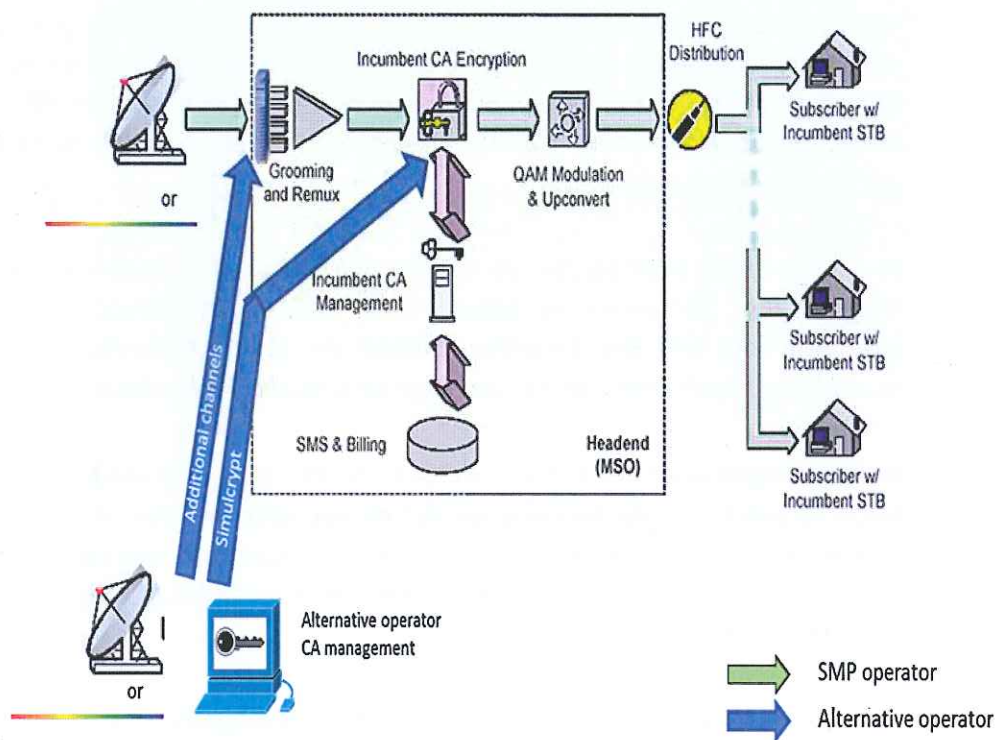 HFC
Distribution
Incumbent CA Encryption
Subscriber w/
Incumbent STB
or
Grooming
and Remux
QAM Modulation
& Upconvert
Incumbent CA
Management
Subscriber w/
Incumbent STB
Additional channels
Simulcrypt
SMS & Billing
Headend
(MSO)
Subscriber w/
Incumbent STB
Alternative operator
CA management
or
SMP operator
Alternative operator